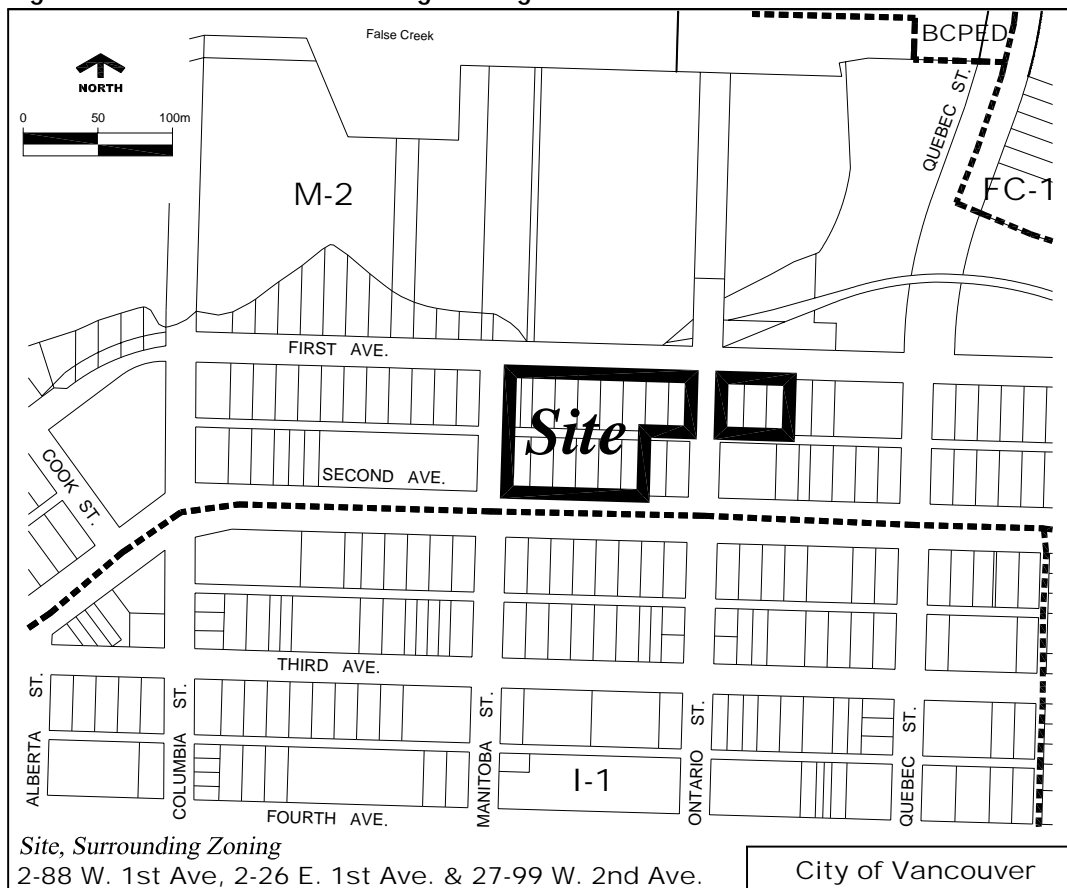 False Creek
BCPED
NORTH
QUEBEC ST.
0 50 100m
M-2
FC-1
FIRST AVE.
Site
SECOND AVE.
COOK ST.
THIRD AVE.
ALBERTA ST.
COLUMBIA ST.
MANITOBA ST.
ONTARIO ST.
QUEBEC ST.
I-1
FOURTH AVE.
Site, Surrounding Zoning
2-88 W. 1st Ave, 2-26 E. 1st Ave. & 27-99 W. 2nd Ave.
City of Vancouver